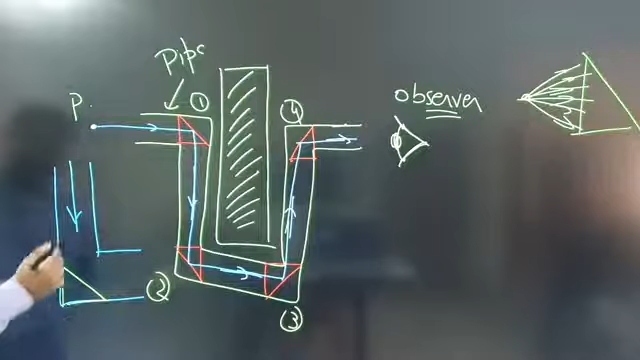 Pipe
P.
①
④
observer
②
③